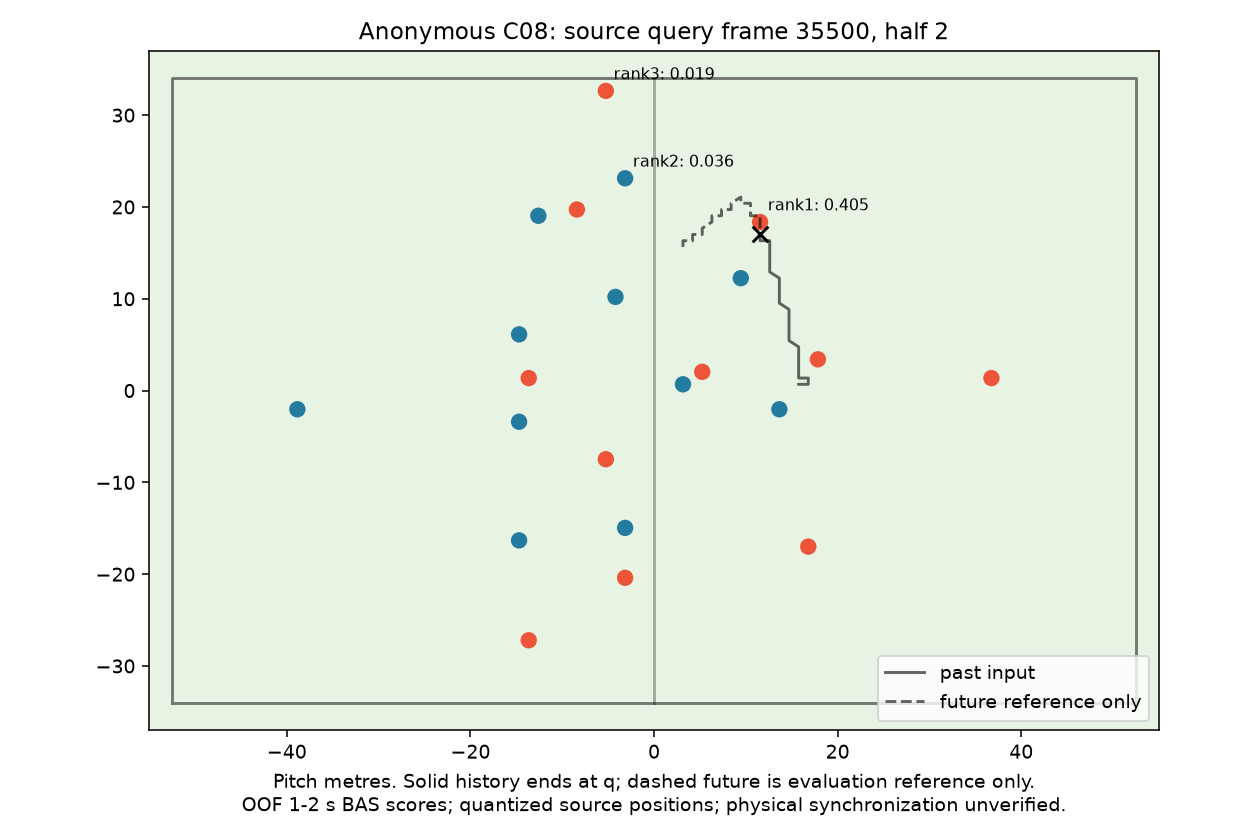 Anonymous C08: source query frame 35500, half 2
rank3: 0.019
rank2: 0.036
rank1: 0.405
30
20
10
0
−10
−20
−30
past input
future reference only
−40
−20
0
20
40
Pitch metres. Solid history ends at q; dashed future is evaluation reference only.
OOF 1-2 s BAS scores; quantized source positions; physical synchronization unverified.